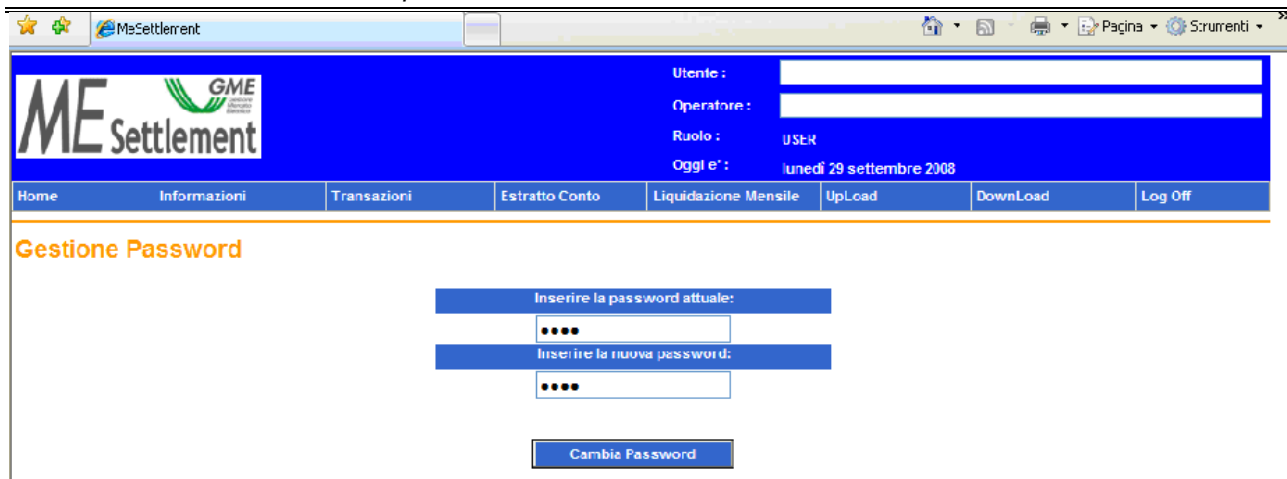 MeSettlement
Pagina
Strumenti
»
ME Settlement
GME
Utente :
Operatore :
Ruolo : USER
Oggi e' : lunedì 29 settembre 2008
Home Informazioni Transazioni Estratto Conto Liquidazione Mensile UpLoad DownLoad Log Off
Gestione Password
Inserire la password attuale:
••••
Inserire la nuova password:
••••
Cambia Password